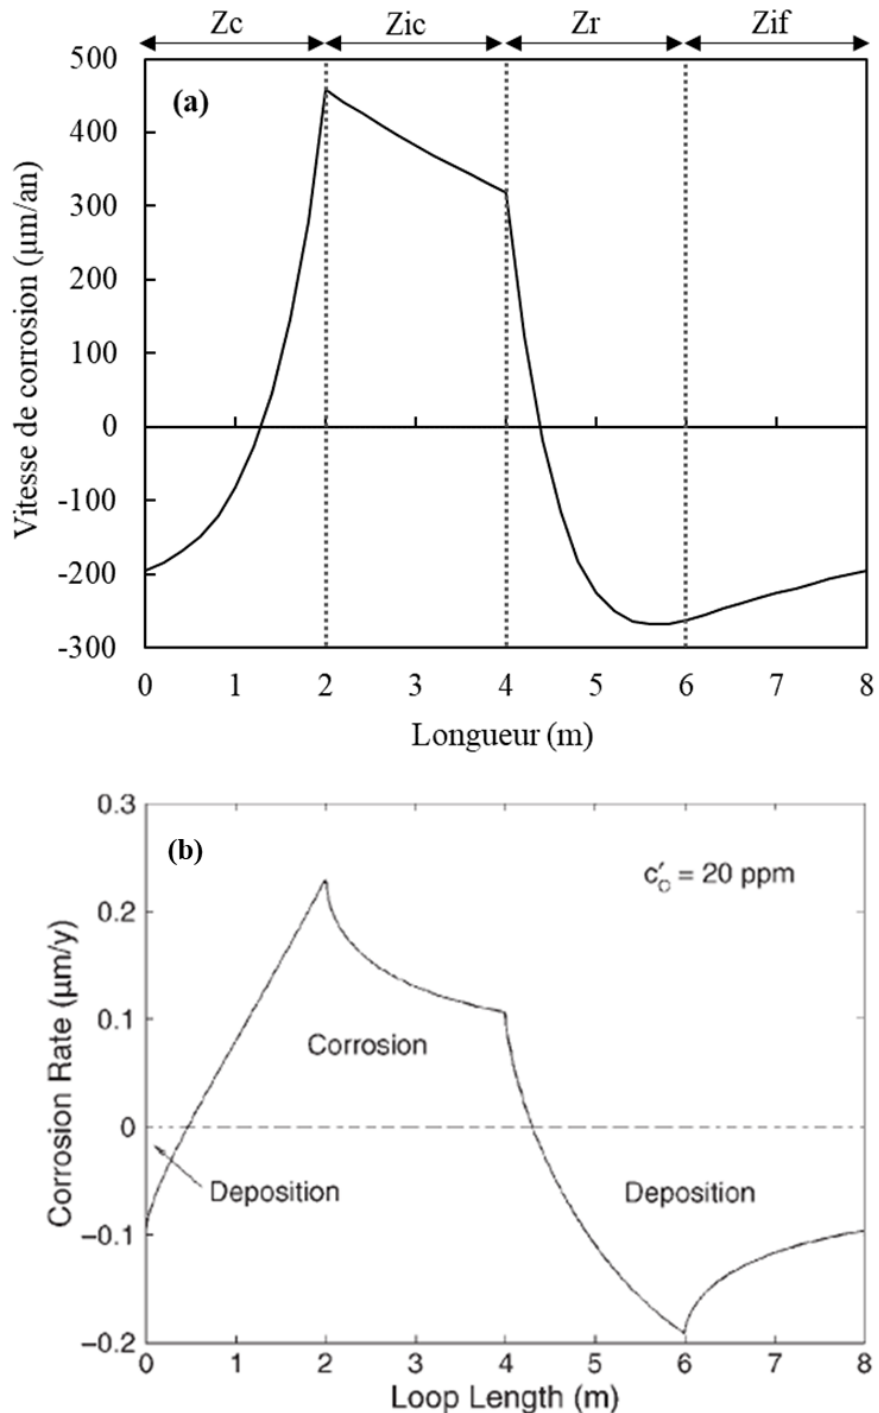 Zc Zic Zr Zif
500
(a)
400
300
200
100
0
-100
-200
-300
Vitesse de corrosion (µm/an)
0 1 2 3 4 5 6 7 8
Longueur (m)
0.3
(b)
c′O = 20 ppm
0.2
0.1
Corrosion
0
Deposition
Deposition
−0.1
−0.2
Corrosion Rate (µm/y)
0 1 2 3 4 5 6 7 8
Loop Length (m)